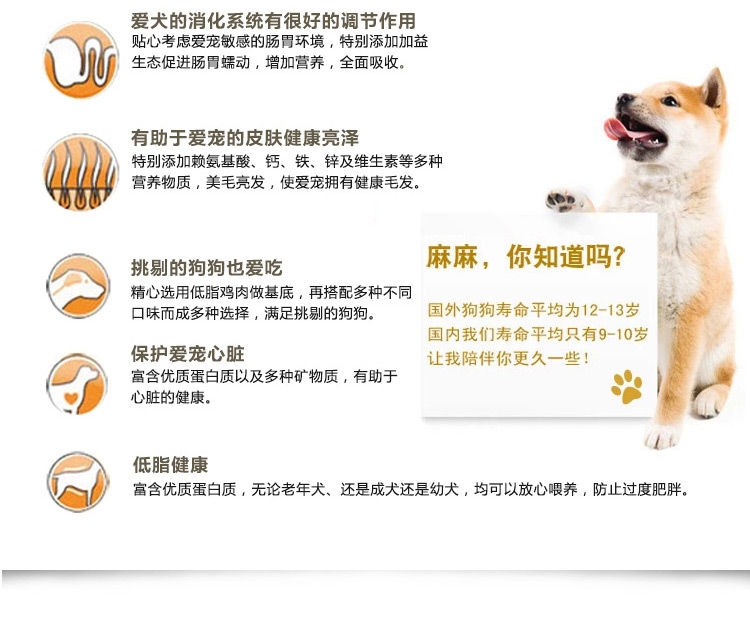 爱犬的消化系统有很好的调节作用
贴心考虑爱宠敏感的肠胃环境，特别添加加益
生态促进肠胃蠕动，增加营养，全面吸收。
有助于爱宠的皮肤健康亮泽
特别添加赖氨基酸、钙、铁、锌及维生素等多种
营养物质，美毛亮发，使爱宠拥有健康毛发。
挑剔的狗狗也爱吃
精心选用低脂鸡肉做基底，再搭配多种不同
口味而成多种选择，满足挑剔的狗狗。
保护爱宠心脏
富含优质蛋白质以及多种矿物质，有助于
心脏的健康。
麻麻，你知道吗?
国外狗狗寿命平均为12-13岁
国内我们寿命平均只有9-10岁
让我陪伴你更久一些!
低脂健康
富含优质蛋白质，无论老年犬、还是成犬还是幼犬，均可以放心喂养，防止过度肥胖。